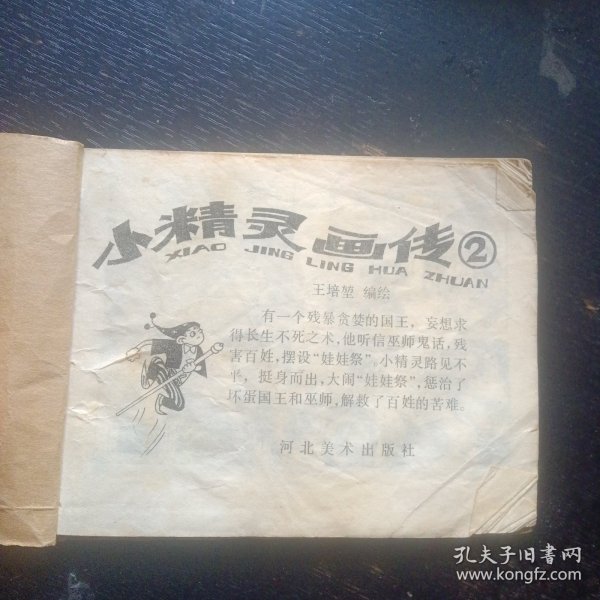 小精灵画传②
XIAO JING LING HUA ZHUAN
王培堃 编绘
有一个残暴贪婪的国王，妄想求
得长生不死之术，他听信巫师鬼话，残
害百姓，摆设“娃娃祭”。小精灵路见不
平，挺身而出，大闹“娃娃祭”，惩治了
坏蛋国王和巫师，解救了百姓的苦难。
河北美术出版社
孔夫子旧书网
www.kongfz.com